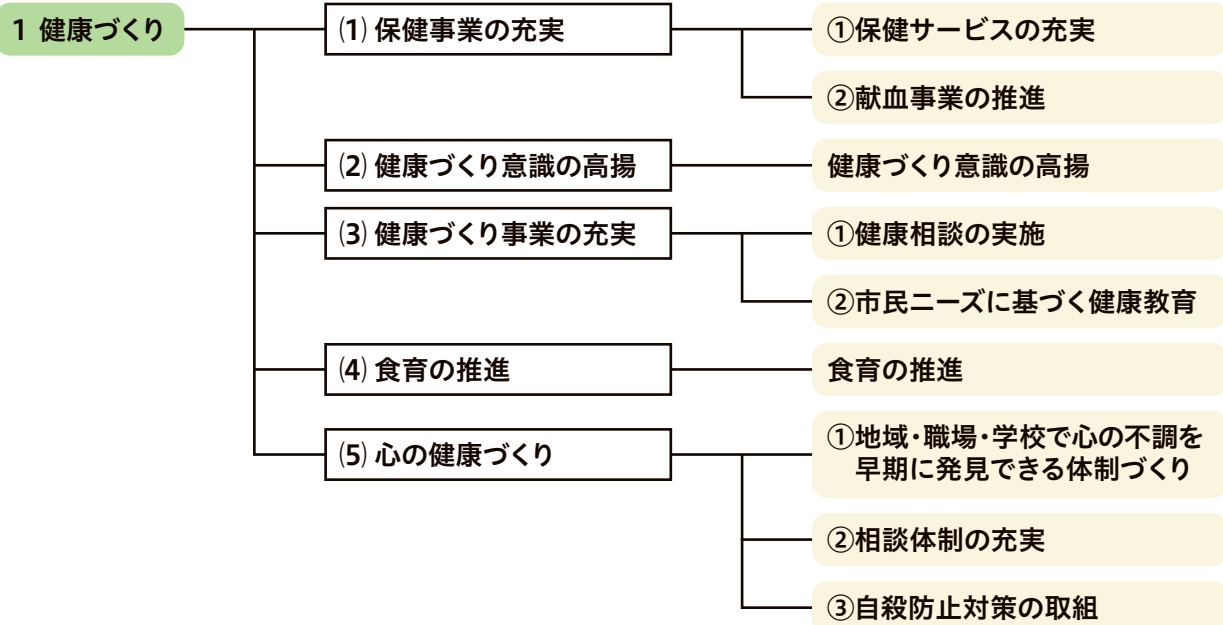 1 健康づくり
⑴ 保健事業の充実
①保健サービスの充実
②献血事業の推進
⑵ 健康づくり意識の高揚
健康づくり意識の高揚
⑶ 健康づくり事業の充実
①健康相談の実施
②市民ニーズに基づく健康教育
⑷ 食育の推進
食育の推進
⑸ 心の健康づくり
①地域・職場・学校で心の不調を
早期に発見できる体制づくり
②相談体制の充実
③自殺防止対策の取組